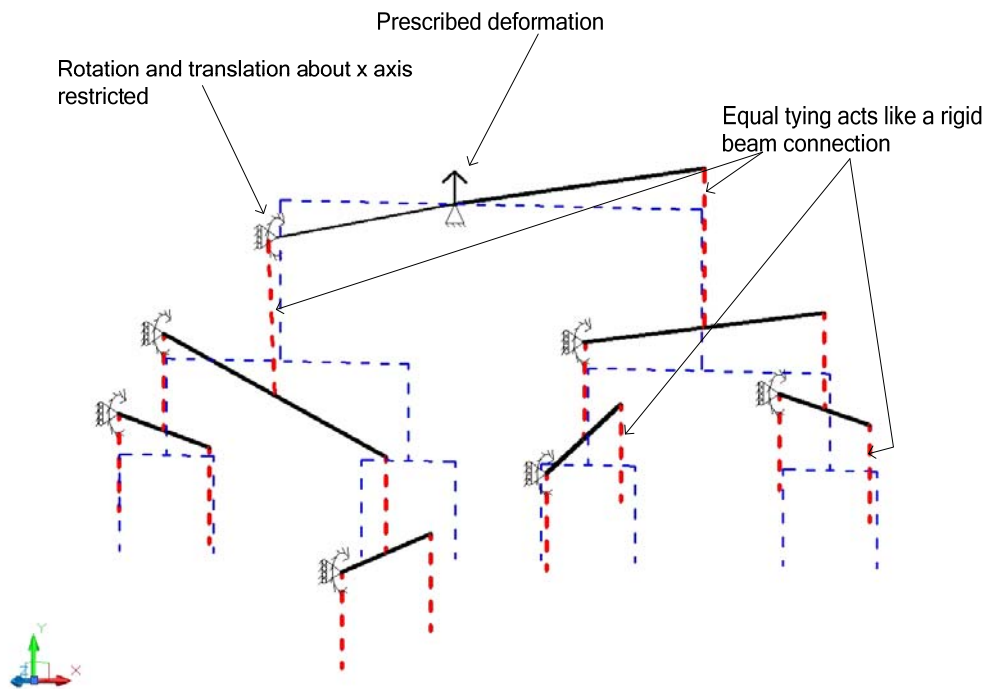 Prescribed deformation
Rotation and translation about x axis
restricted
Equal tying acts like a rigid
beam connection
Y
X